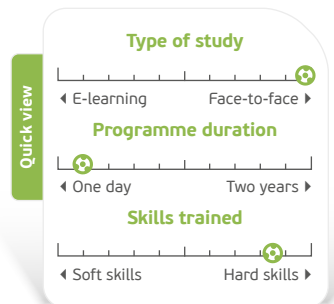 Quick view
Type of study
E-learning Face-to-face
Programme duration
One day Two years
Skills trained
Soft skills Hard skills